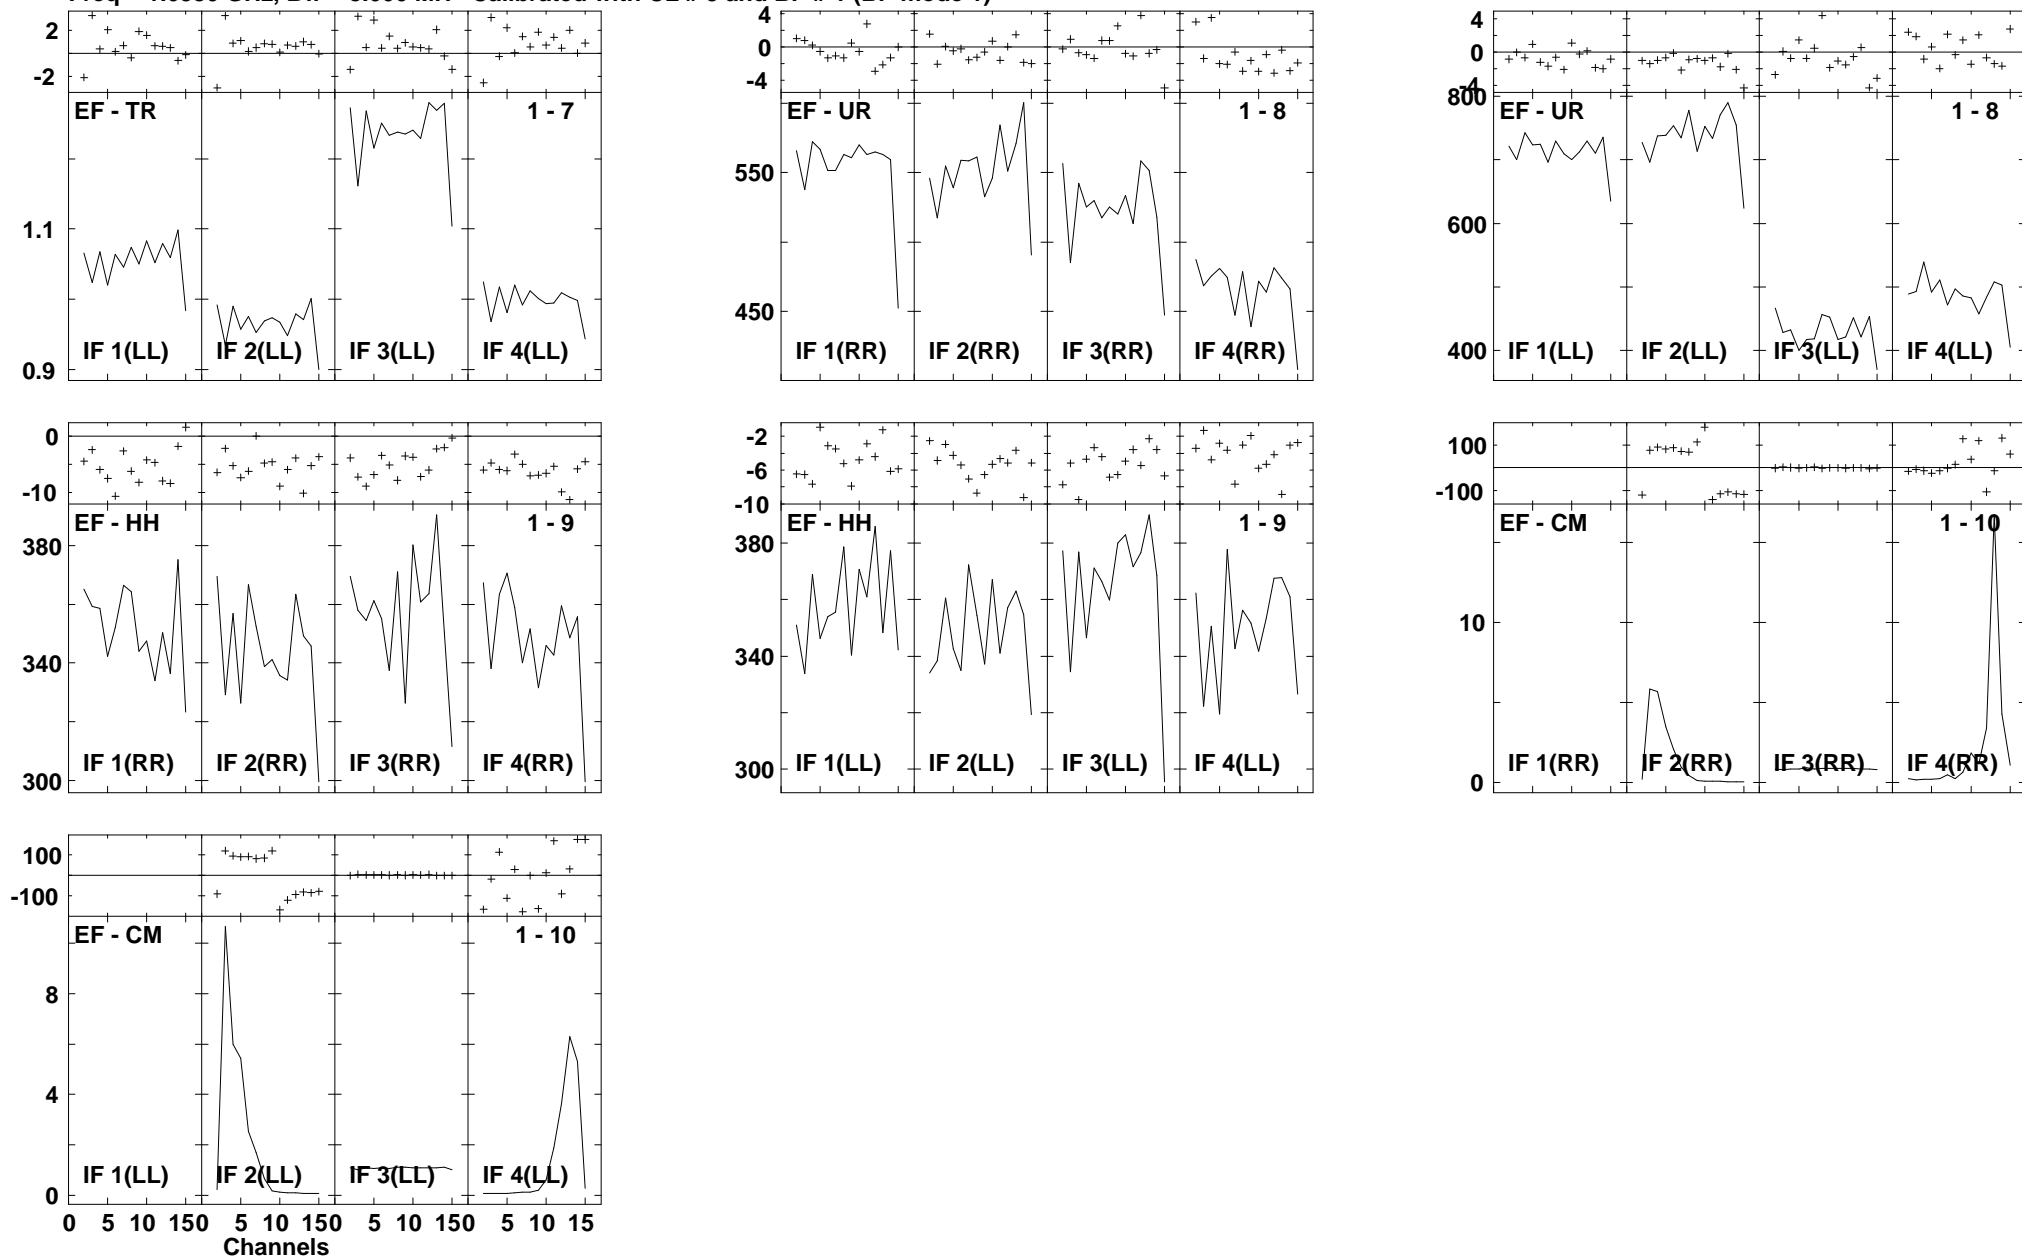 2 4 4
0 0
-2 -4 -4
EF - TR 1 - 7 EF - UR 1 - 8 800 EF - UR 1 - 8
550
1.1 600
450
IF 1(LL) IF 2(LL) IF 3(LL) IF 4(LL) IF 1(RR) IF 2(RR) IF 3(RR) IF 4(RR) 400 IF 1(LL) IF 2(LL) IF 3(LL) IF 4(LL)
0.9
0 -2 100
-6
-10 -10 -100
EF - HH 1 - 9 EF - HH 1 - 9 EF - CM 1 - 10
380 380
10
340 340
IF 1(RR) IF 2(RR) IF 3(RR) IF 4(RR) IF 1(LL) IF 2(LL) IF 3(LL) IF 4(LL) IF 1(RR) IF 2(RR) IF 3(RR) IF 4(RR)
300 300 0
100
-100
EF - CM 1 - 10
8
4
IF 1(LL) IF 2(LL) IF 3(LL) IF 4(LL)
0
0 5 10 150 5 10 150 5 10 150 5 10 15
Channels